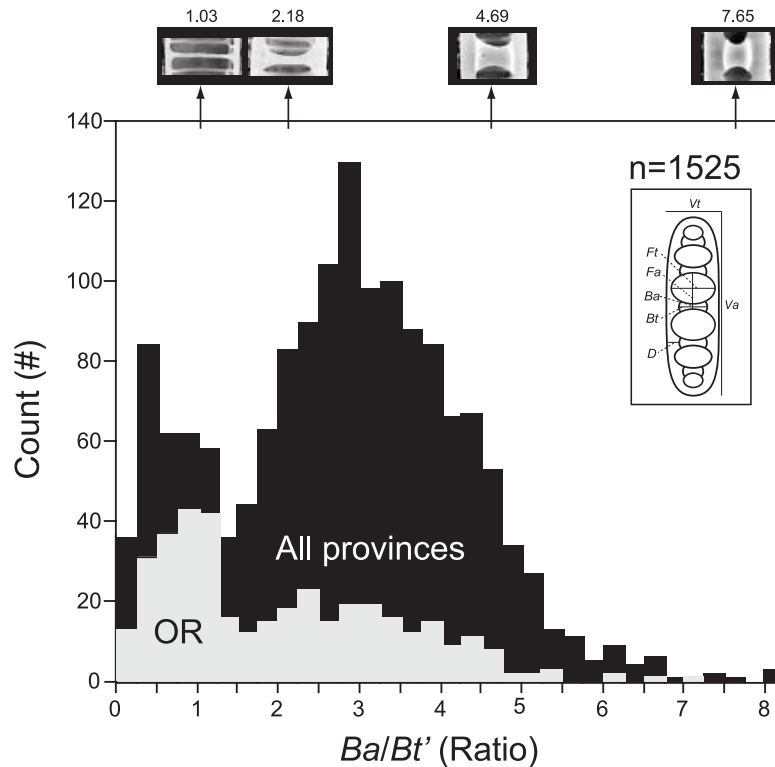 1.03 2.18 4.69 7.65
140
120
100
80
60
40
20
0
Count (#)
n=1525
Vt
Ft
Fa
Ba
Bt
D
Va
All provinces
OR
0 1 2 3 4 5 6 7 8
Ba/Bt’ (Ratio)